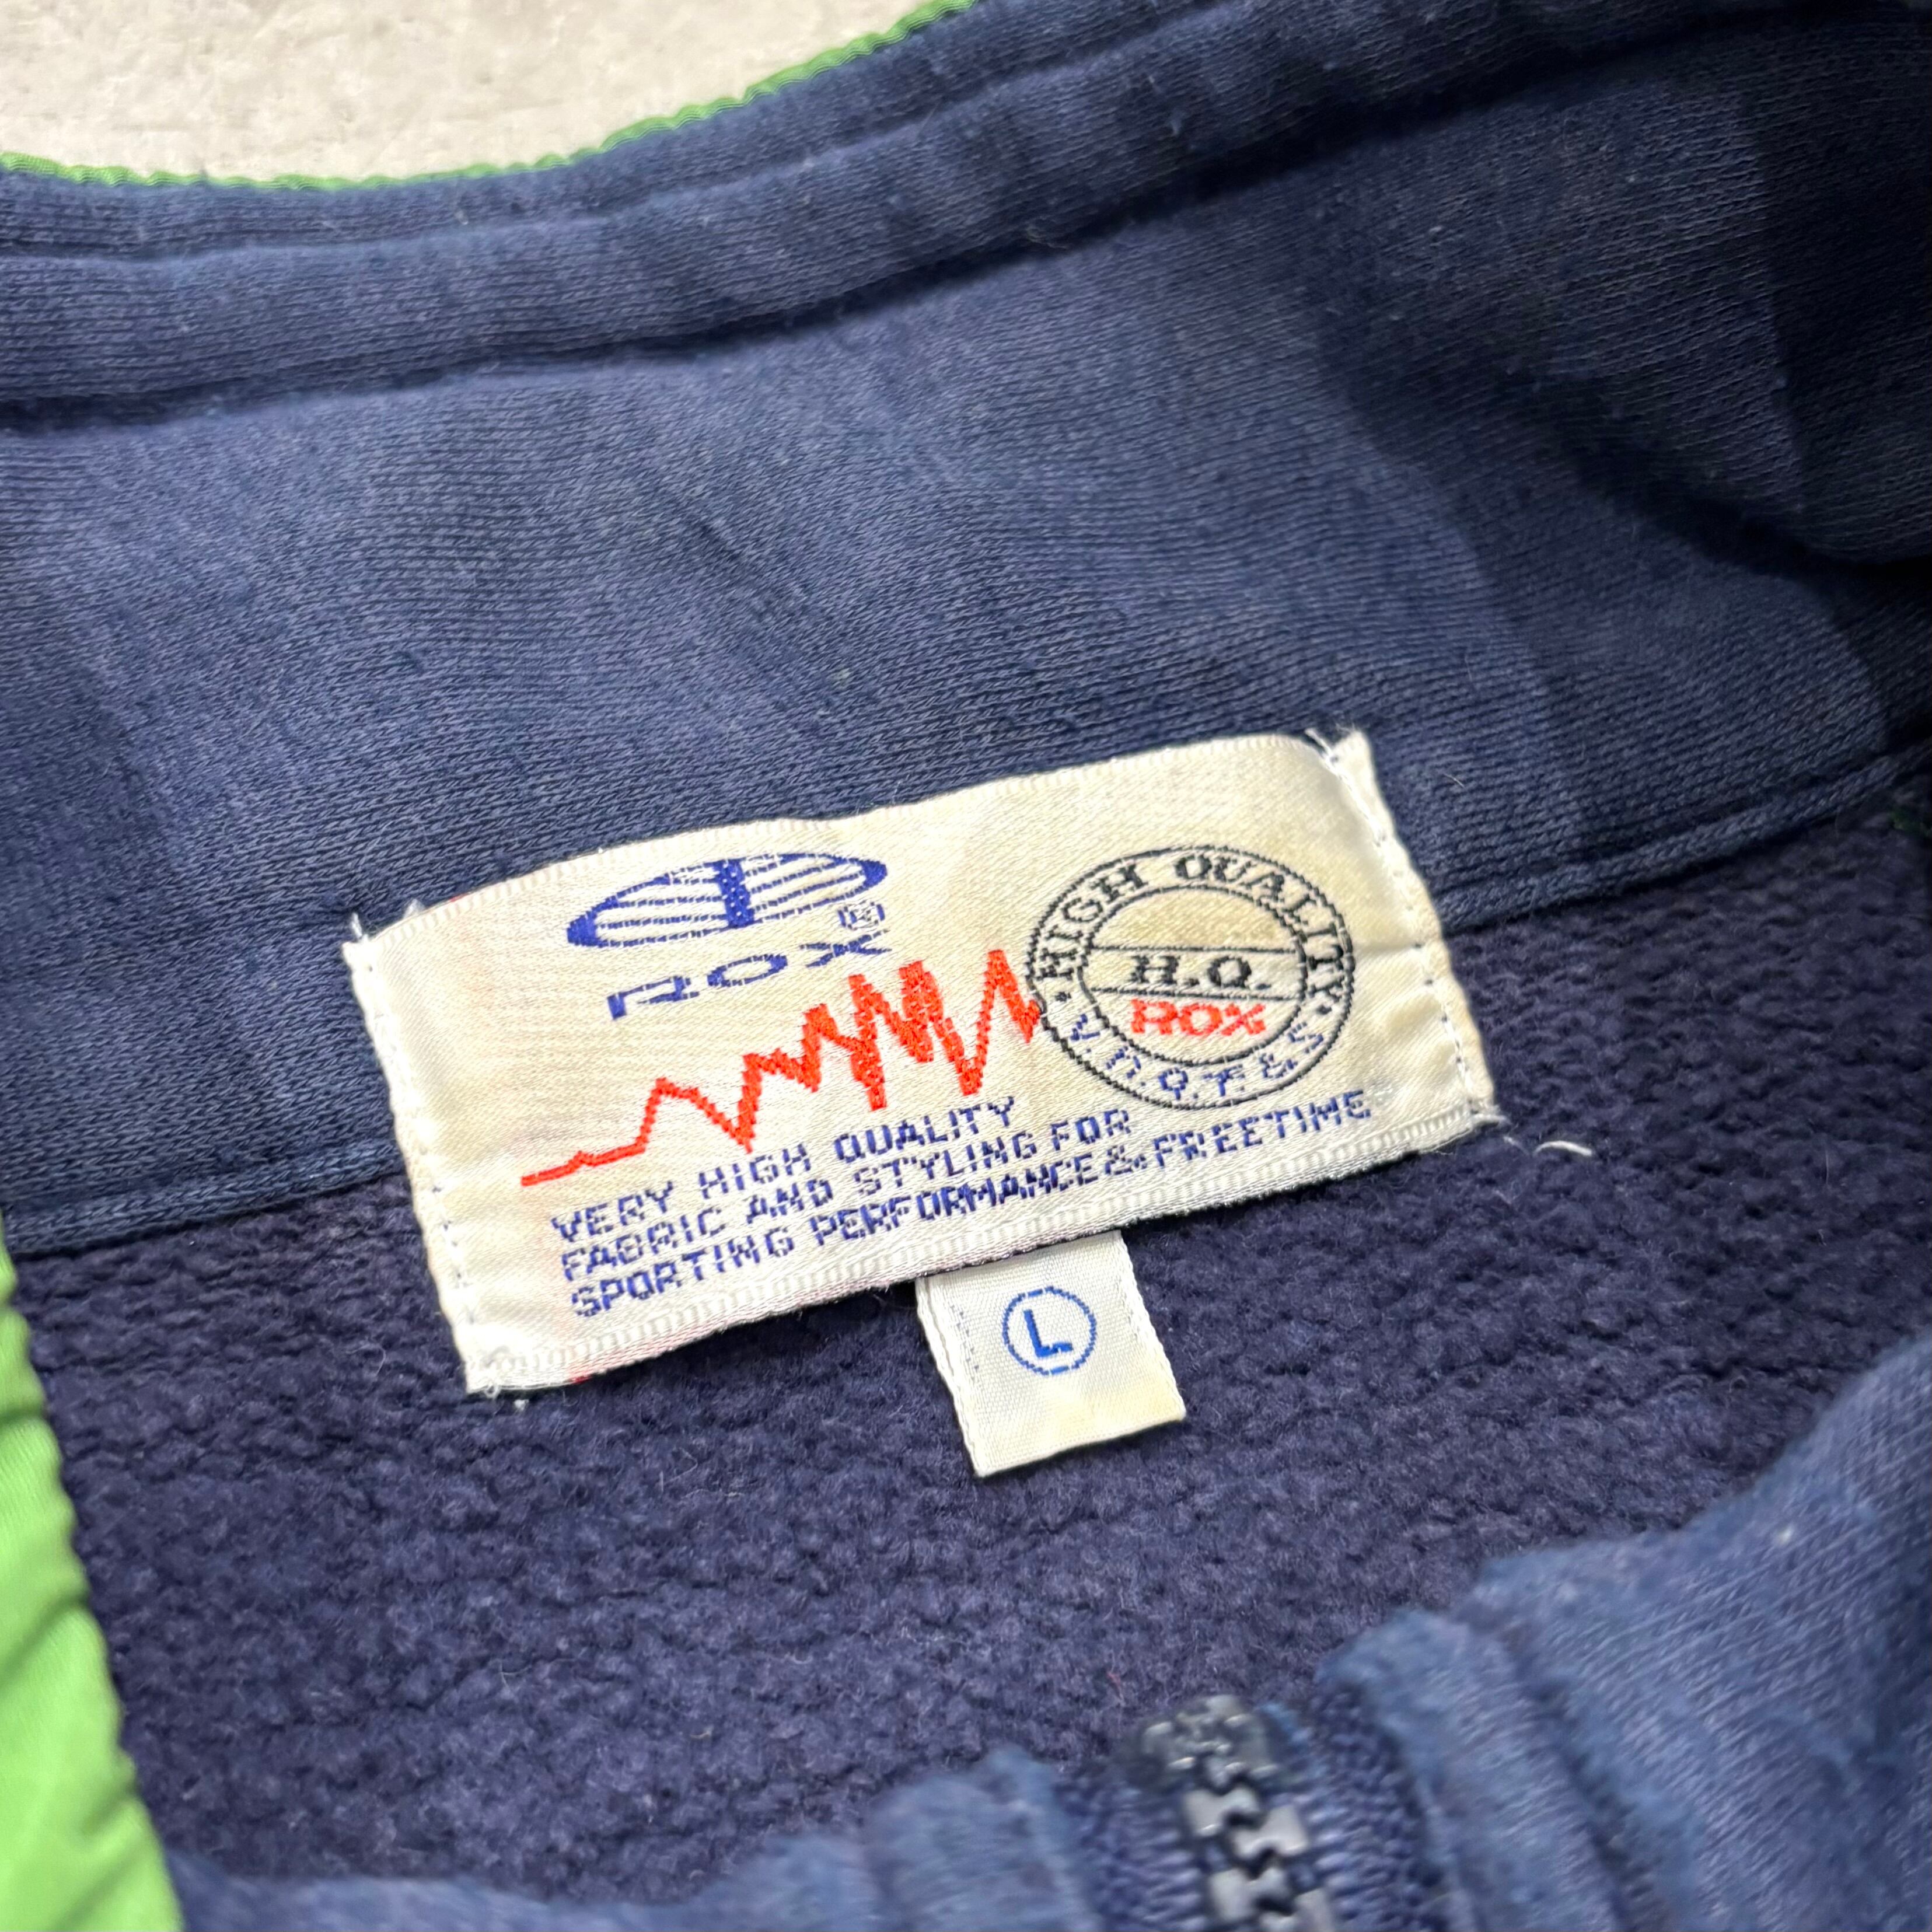 ROX®
HIGH QUALITY
H.Q.
ROX
V.H.Q.F. & S
VERY HIGH QUALITY
FABRIC AND STYLING FOR
SPORTING PERFORMANCE & FREETIME
L